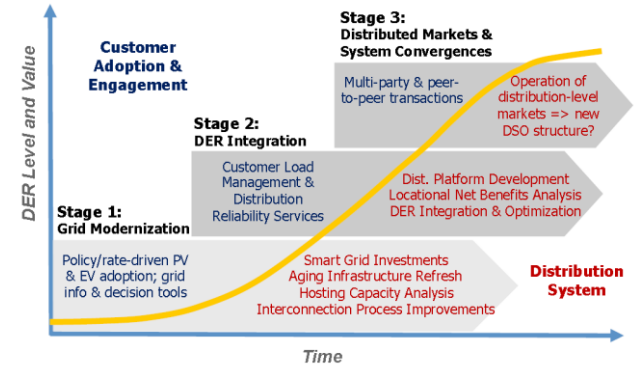 Stage 3:
Distributed Markets &
System Convergences
Customer
Adoption &
Engagement
Multi-party & peer-
to-peer transactions
Operation of
distribution-level
markets => new
DSO structure?
Stage 2:
DER Integration
Customer Load
Management &
Distribution
Reliability Services
Dist. Platform Development
Locational Net Benefits Analysis
DER Integration & Optimization
Stage 1:
Grid Modernization
Policy/rate-driven PV
& EV adoption; grid
info & decision tools
Smart Grid Investments
Aging Infrastructure Refresh
Hosting Capacity Analysis
Interconnection Process Improvements
Distribution
System
DER Level and Value
Time